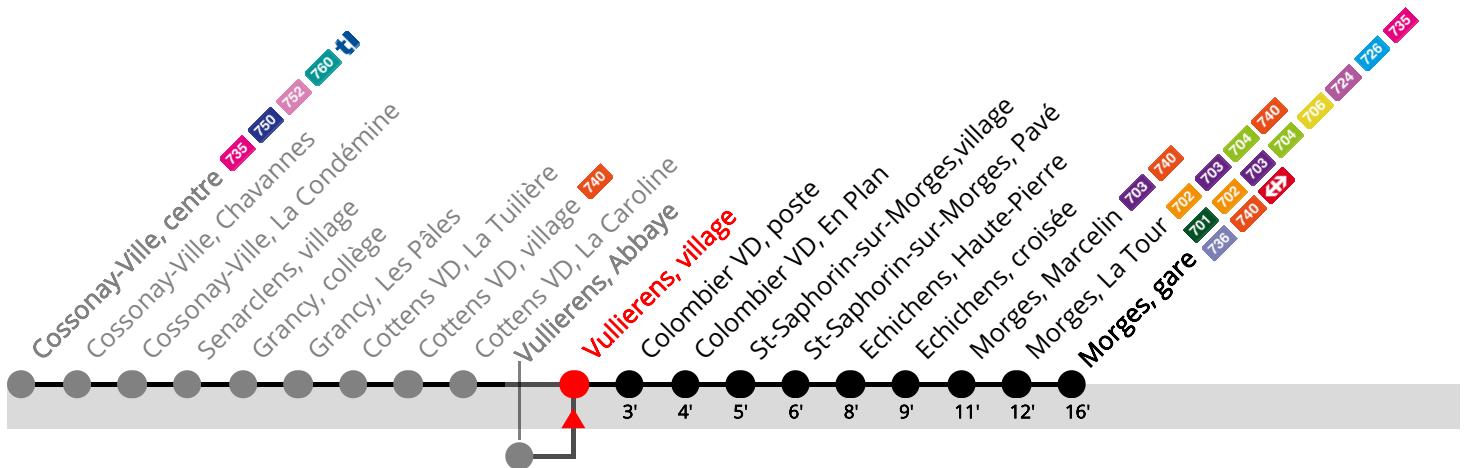 Cossonay-Ville, centre 735 750 752 760 tl
Cossonay-Ville, Chavannes
Cossonay-Ville, La Condémine
Senarclens, village
Grancy, collège
Grancy, Les Pâles
Cottens VD, La Tuilière
Cottens VD, village 740
Cottens VD, La Caroline
Vullierens, Abbaye
Vullierens, village
Colombier VD, poste
Colombier VD, En Plan
St-Saphorin-sur-Morges,village
St-Saphorin-sur-Morges, Pavé
Echichens, Haute-Pierre
Echichens, croisée
Morges, Marcelin 703 740
Morges, La Tour 702 703 704 740
Morges, gare 701 702 703 704 706 724 726 735
736 740
3' 4' 5' 6' 8' 9' 11' 12' 16'